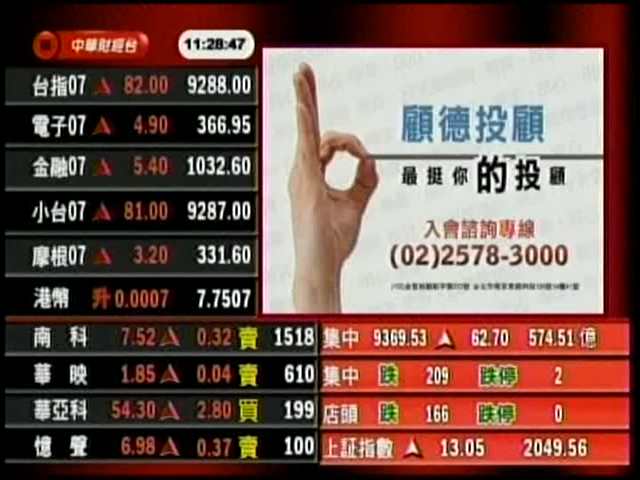 中華財經台 11:28:47
台指07 82.00 9288.00
電子07 4.90 366.95
金融07 5.40 1032.60
小台07 81.00 9287.00
摩根07 3.20 331.60
港幣 升0.0007 7.7507
顧德投顧
最挺你的投顧
入會諮詢專線
(02)2578-3000
南科 7.52 0.32 賣 1518
華映 1.85 0.04 賣 610
華亞科 54.30 2.80 買 199
憶聲 6.98 0.37 賣 100
集中 9369.53 62.70 574.51億
集中 跌 209 跌停 2
店頭 跌 166 跌停 0
上証指數 13.05 2049.56